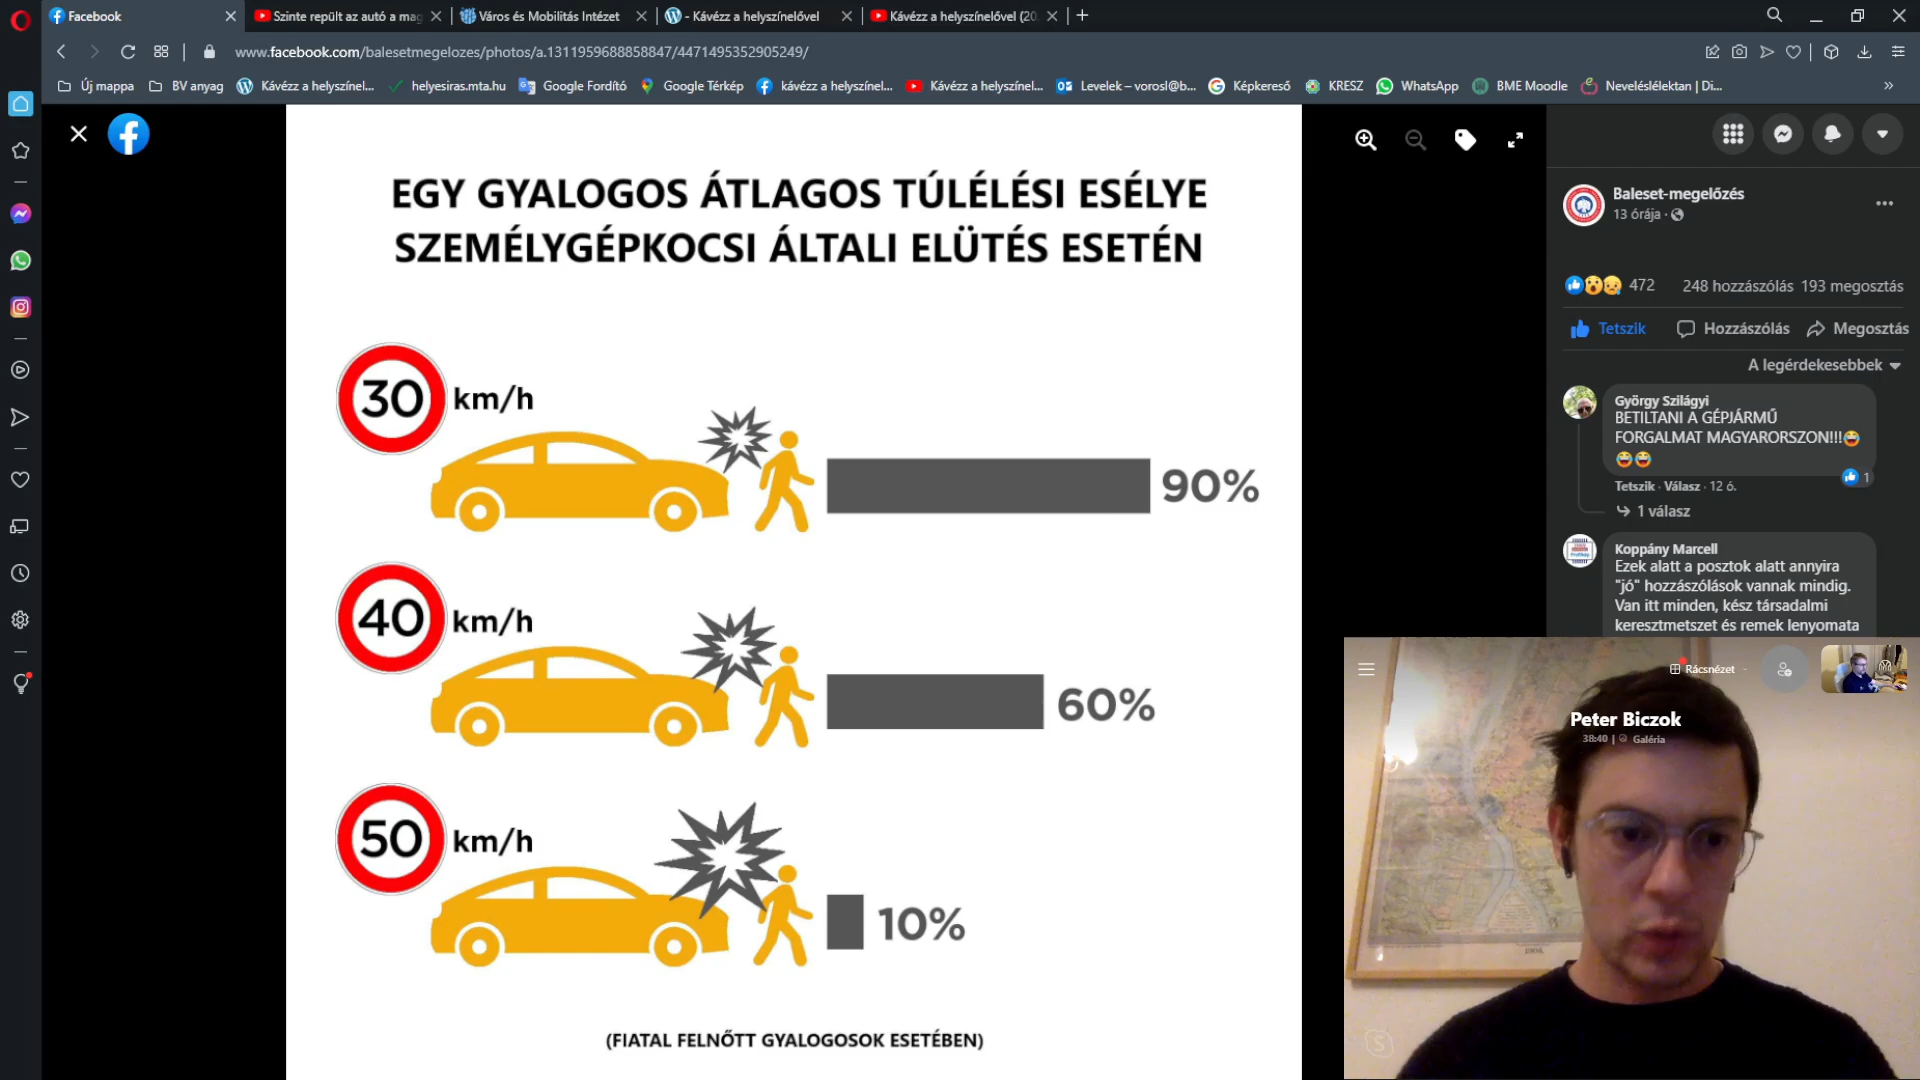 Facebook
Szinte repült az autó a mag
Város és Mobilitás Intézet
- Kávézz a helyszínelővel
Kávézz a helyszínelővel (20
www.facebook.com/balesetmegelozes/photos/a.1311959688858847/4471495352905249/
Új mappa
BV anyag
Kávézz a helyszínel...
helyesiras.mta.hu
Google Fordító
Google Térkép
kávézz a helyszínel...
Kávézz a helyszínel...
Levelek – vorosl@b...
Képkereső
KRESZ
WhatsApp
BME Moodle
Neveléslélektan | Di...
EGY GYALOGOS ÁTLAGOS TÚLÉLÉSI ESÉLYE
SZEMÉLYGÉPKOCSI ÁLTALI ELÜTÉS ESETÉN
30 km/h
90%
40 km/h
60%
50 km/h
10%
(FIATAL FELNŐTT GYALOGOSOK ESETÉBEN)
Baleset-megelőzés
13 órája ·
472
248 hozzászólás 193 megosztás
Tetszik
Hozzászólás
Megosztás
A legérdekesebbek
György Szilágyi
BETILTANI A GÉPJÁRMŰ
FORGALMAT MAGYARORSZON!!!
1
Tetszik · Válasz · 12 ó.
1 válasz
Koppány Marcell
Ezek alatt a posztok alatt annyira
"jó" hozzászólások vannak mindig.
Van itt minden, kész társadalmi
keresztmetszet és remek lenyomata
Rácsnézet
Peter Biczok
38:40 | Galéria